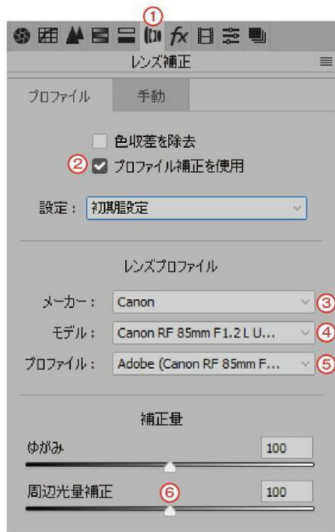 ①
fx
レンズ補正
プロファイル 手動
色収差を除去
② プロファイル補正を使用
設定： 初期設定
レンズプロファイル
メーカー： Canon ③
モデル： Canon RF 85mm F1.2 L U... ④
プロファイル： Adobe (Canon RF 85mm F... ⑤
補正量
ゆがみ 100
周辺光量補正 ⑥ 100